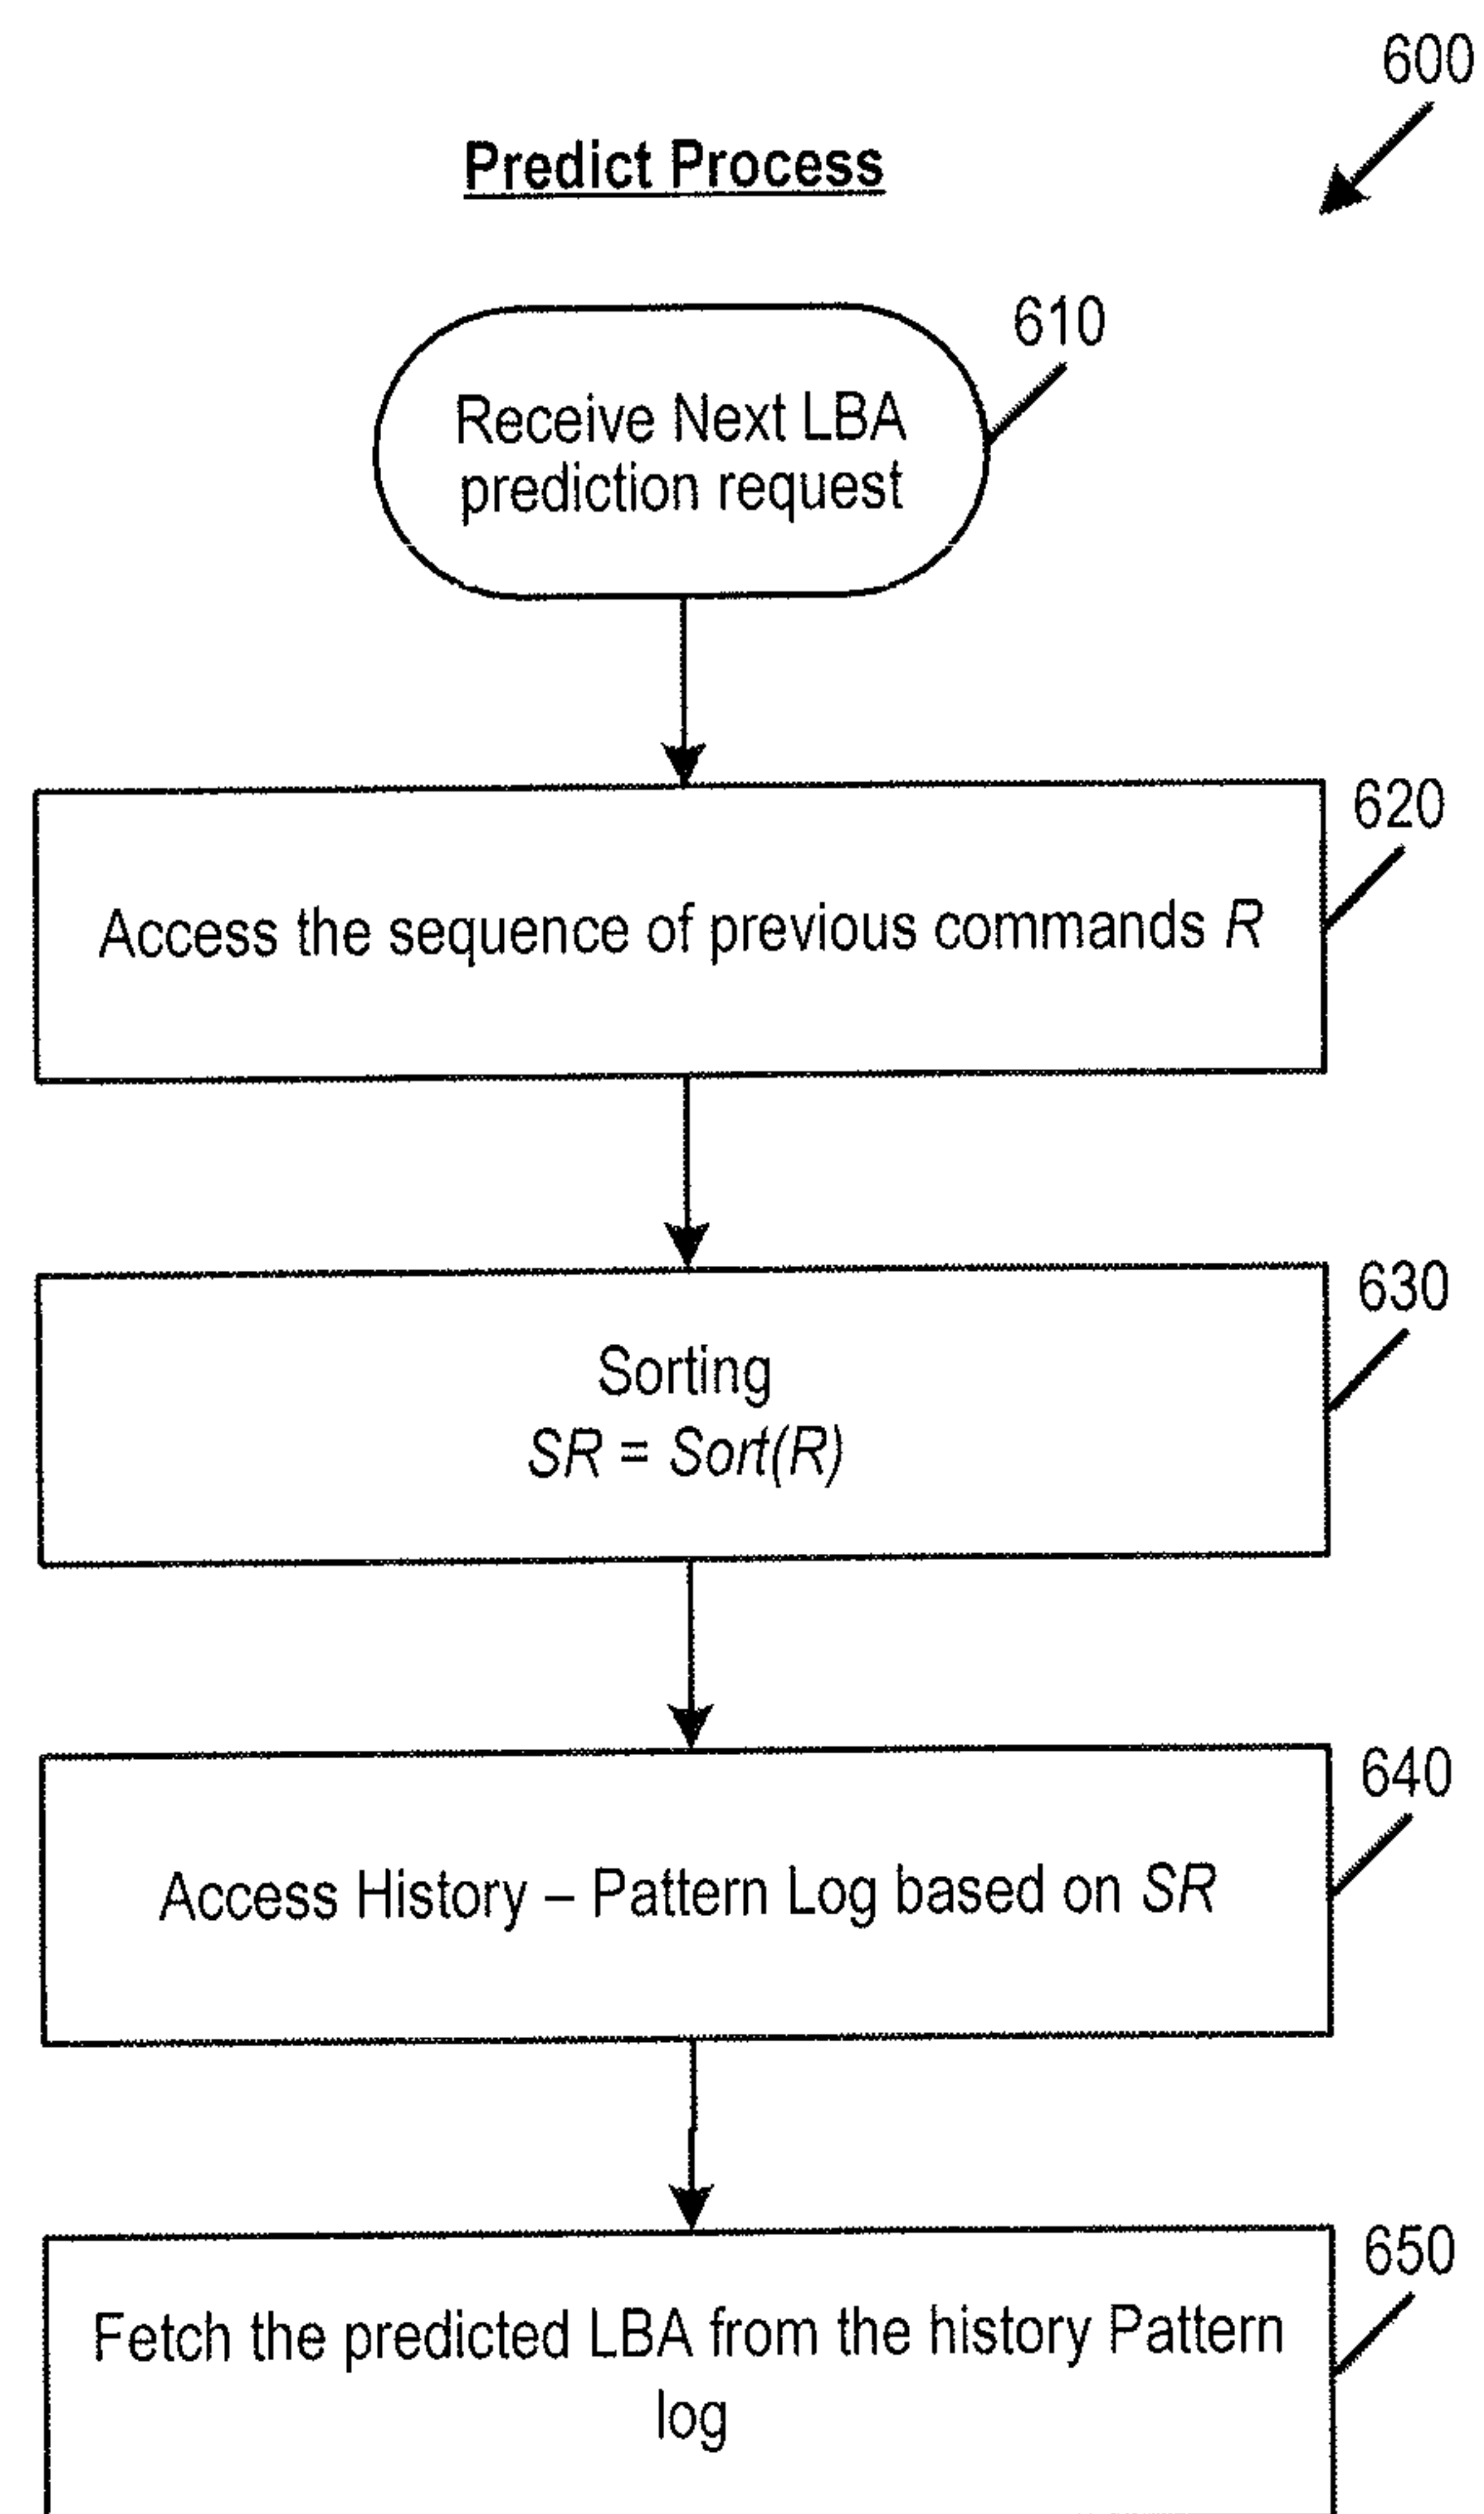 600
Predict Process
610
Receive Next LBA
prediction request
620
Access the sequence of previous commands R
630
Sorting
SR = Sort(R)
640
Access History – Pattern Log based on SR
650
Fetch the predicted LBA from the history Pattern
log